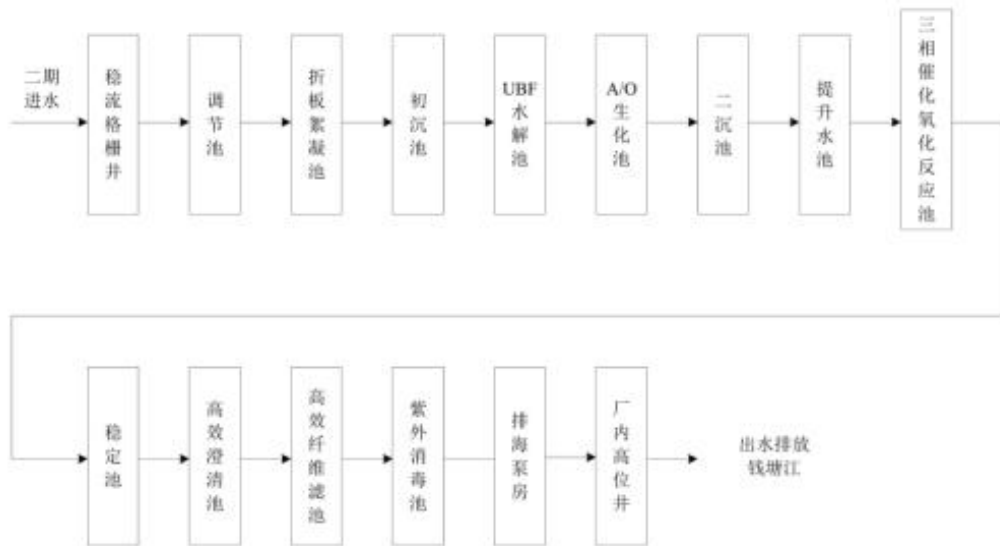 二期
进水
稳流格栅井
调节池
折板絮凝池
初沉池
UBF
水解池
A/O
生化池
二沉池
提升水池
三相催化氧化反应池
稳定池
高效澄清池
高效纤维滤池
紫外消毒池
排海泵房
厂内高位井
出水排放
钱塘江